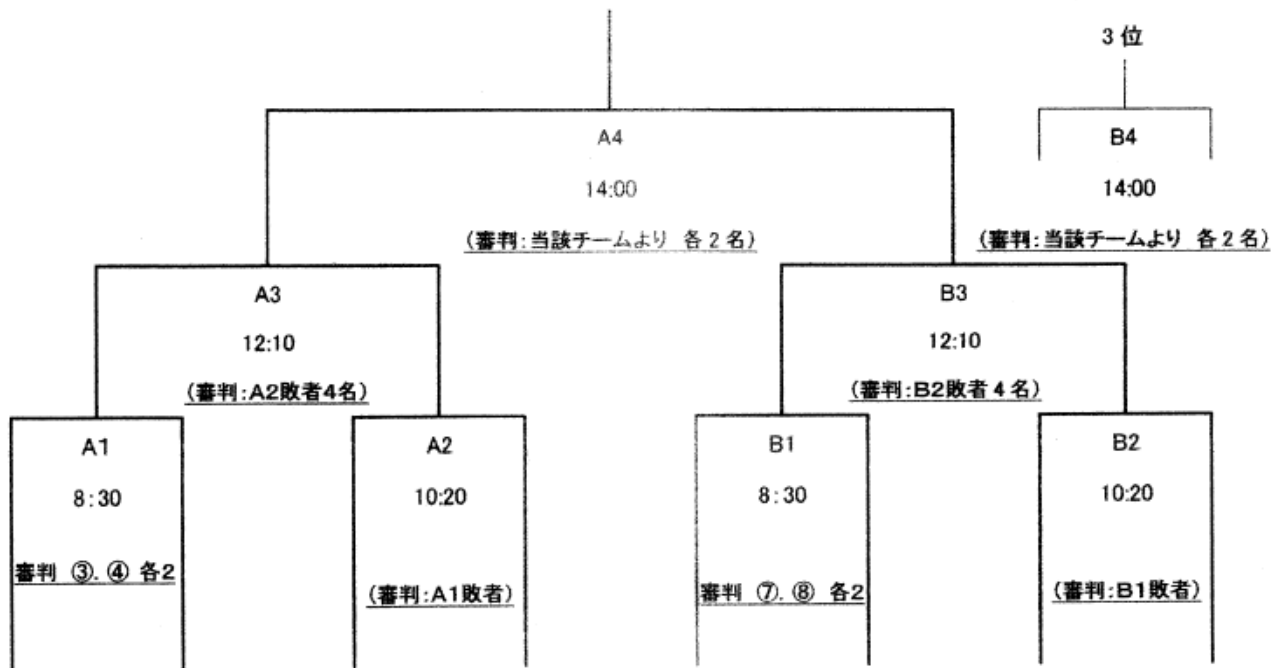 3位
A4
14:00
(審判:当該チームより 各2名)
B4
14:00
(審判:当該チームより 各2名)
A3
12:10
(審判:A2敗者4名)
B3
12:10
(審判:B2敗者4名)
A1
8:30
審判 ③.④ 各2
A2
10:20
(審判:A1敗者)
B1
8:30
審判 ⑦.⑧ 各2
B2
10:20
(審判:B1敗者)